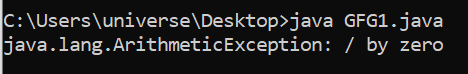 C:\Users\universe\Desktop>java GFG1.java
java.lang.ArithmeticException: / by zero